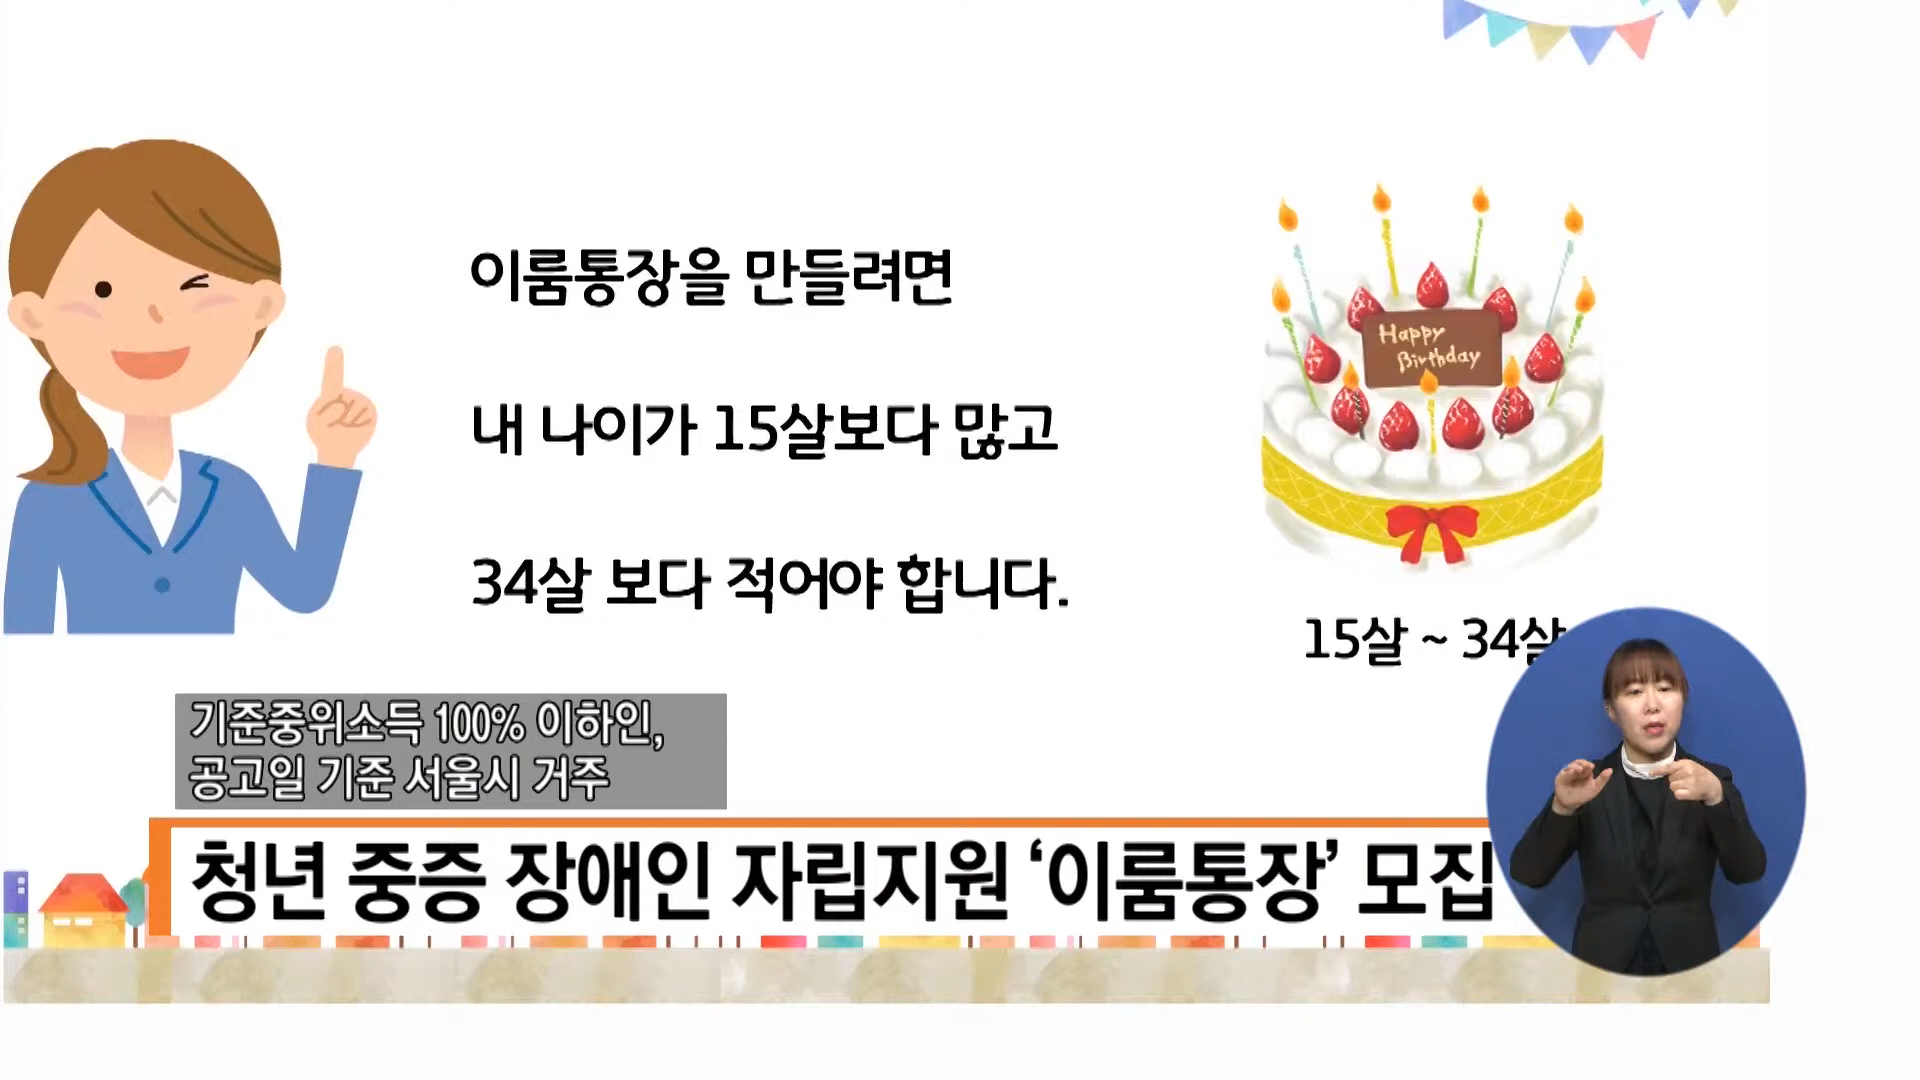 이룸통장을 만들려면
내 나이가 15살보다 많고
34살 보다 적어야 합니다.
Happy
Birthday
15살 ~ 34살
기준중위소득 100% 이하인,
공고일 기준 서울시 거주
청년 중증 장애인 자립지원 ‘이룸통장’ 모집